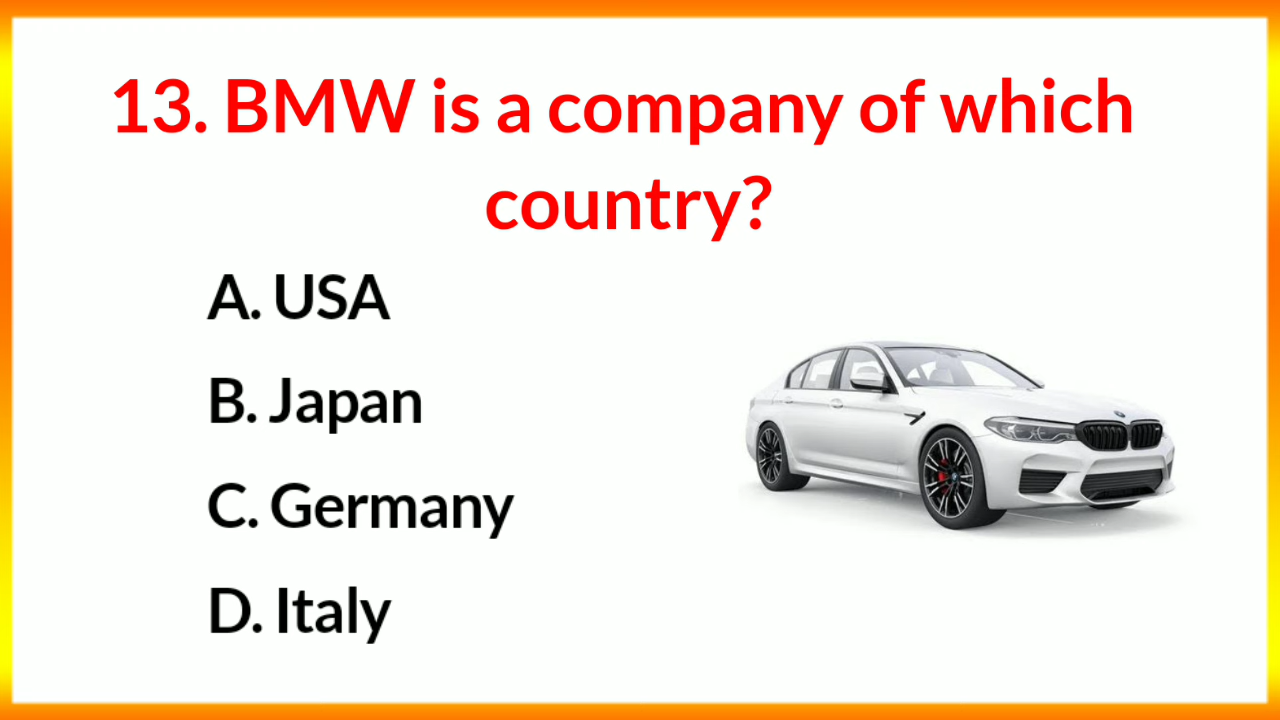 13. BMW is a company of which
country?
A. USA
B. Japan
C. Germany
D. Italy